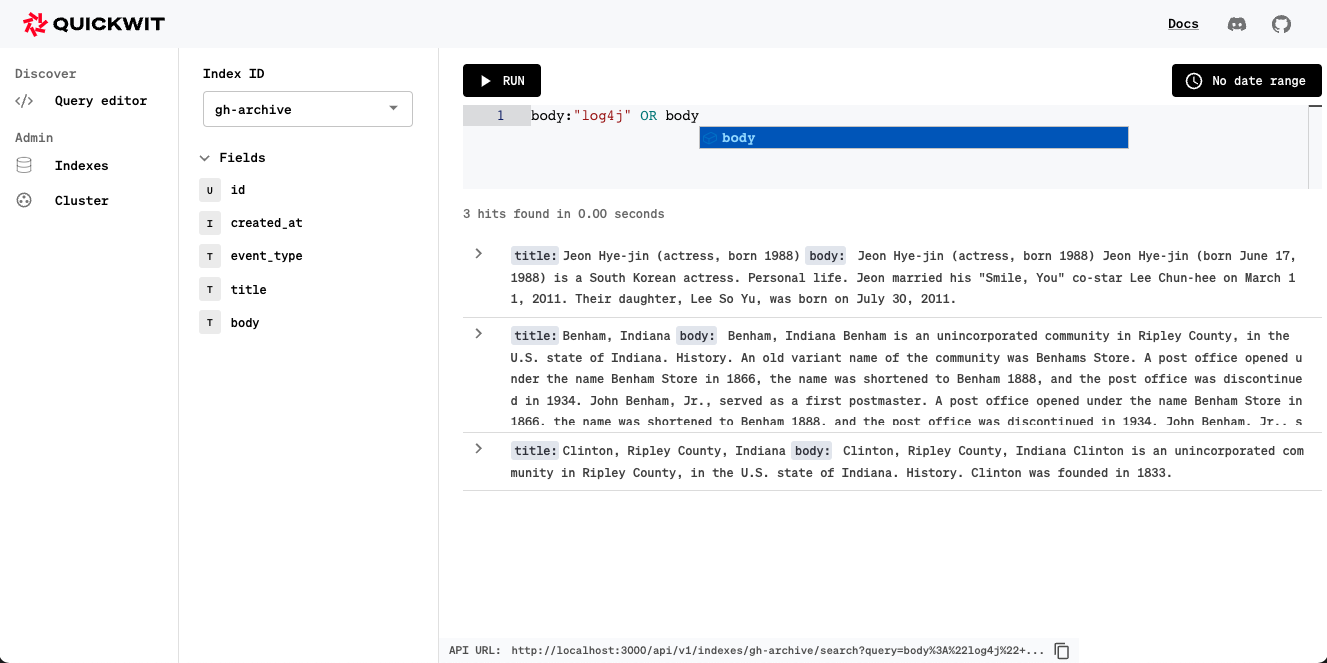 QUICKWIT
Docs
Discover
</> Query editor
Admin
Indexes
Cluster
Index ID
gh-archive
Fields
U id
I created_at
T event_type
T title
T body
RUN
No date range
1 body:"log4j" OR body
body
3 hits found in 0.00 seconds
title: Jeon Hye-jin (actress, born 1988) body: Jeon Hye-jin (actress, born 1988) Jeon Hye-jin (born June 17,
1988) is a South Korean actress. Personal life. Jeon married his "Smile, You" co-star Lee Chun-hee on March 1
1, 2011. Their daughter, Lee So Yu, was born on July 30, 2011.
title: Benham, Indiana body: Benham, Indiana Benham is an unincorporated community in Ripley County, in the
U.S. state of Indiana. History. An old variant name of the community was Benhams Store. A post office opened u
nder the name Benham Store in 1866, the name was shortened to Benham 1888, and the post office was discontinue
d in 1934. John Benham, Jr., served as a first postmaster. A post office opened under the name Benham Store in
1866, the name was shortened to Benham 1888, and the post office was discontinued in 1934. John Benham, Jr., s
title: Clinton, Ripley County, Indiana body: Clinton, Ripley County, Indiana Clinton is an unincorporated com
munity in Ripley County, in the U.S. state of Indiana. History. Clinton was founded in 1833.
API URL: http://localhost:3000/api/v1/indexes/gh-archive/search?query=body%3A%22log4j%22+...